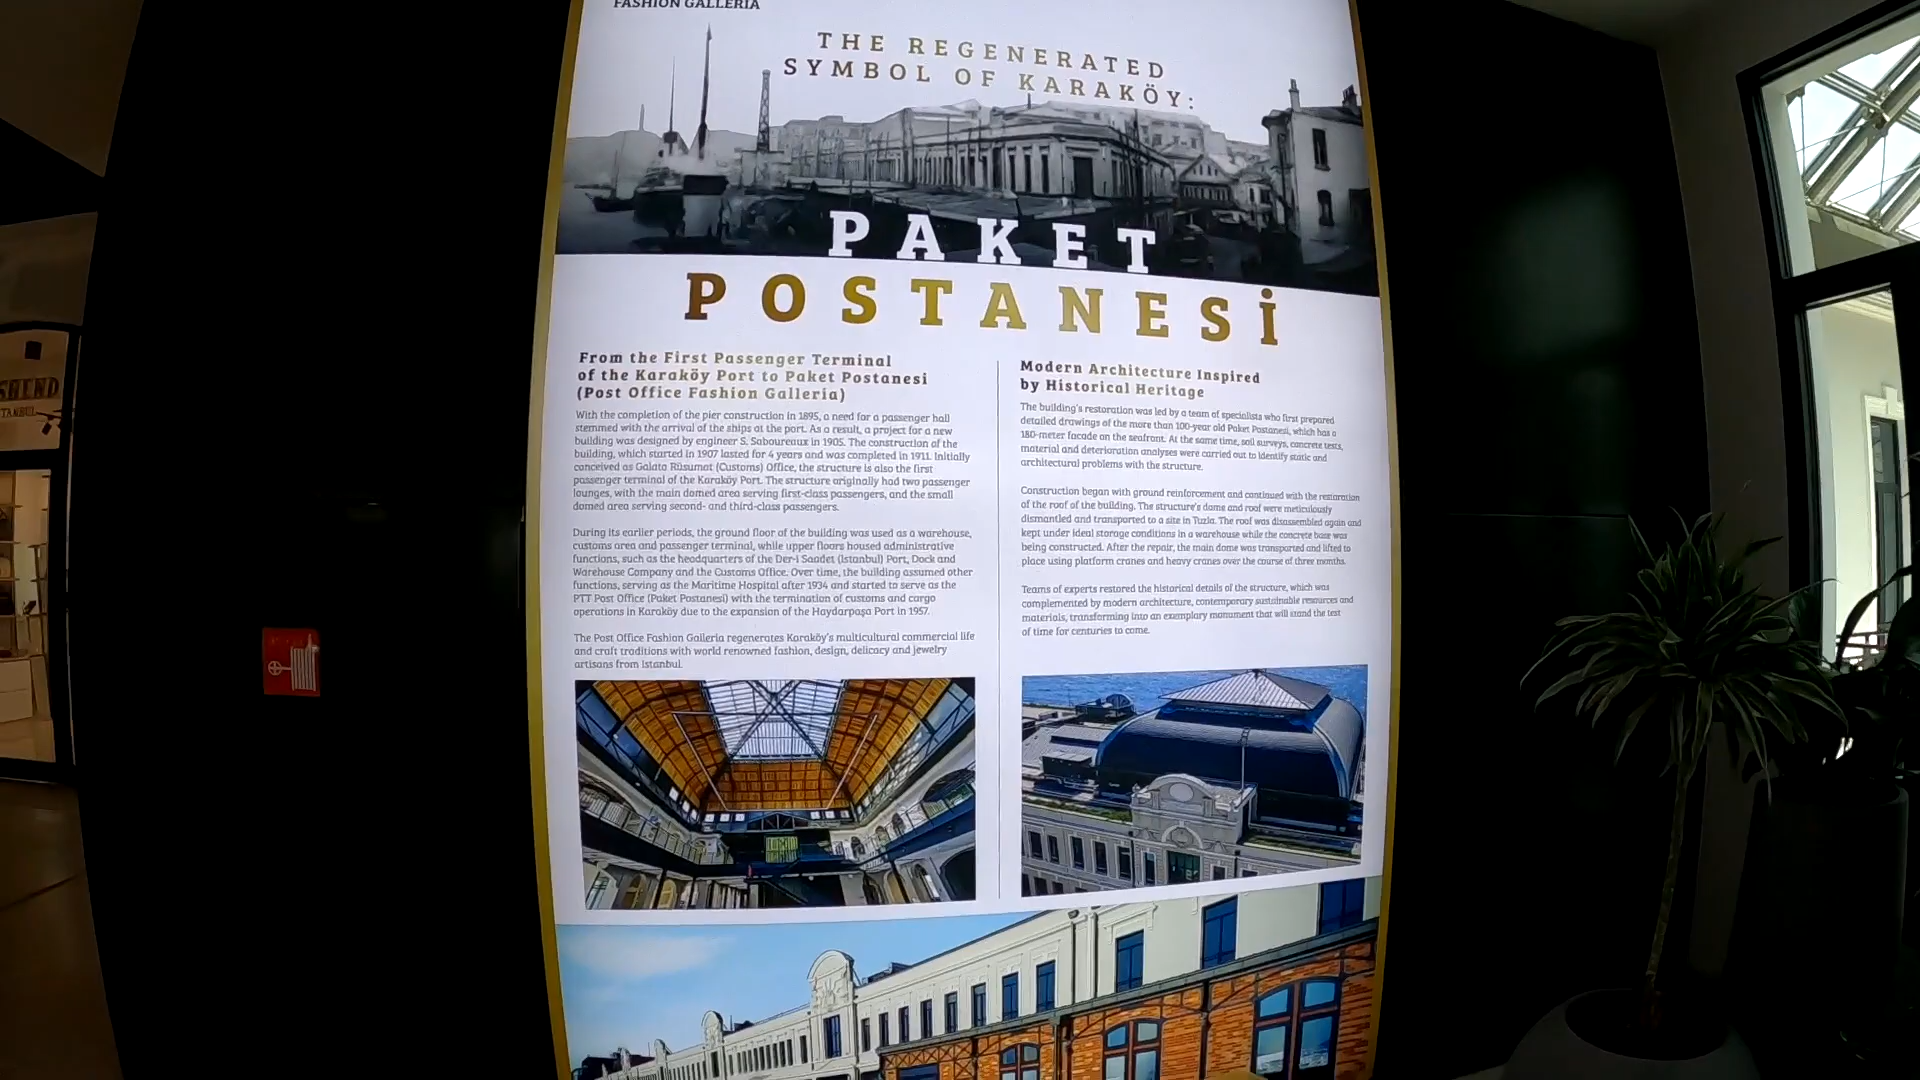 FASHION GALLERIA
THE REGENERATED
SYMBOL OF KARAKÖY:
PAKET
POSTANESİ
From the First Passenger Terminal
of the Karaköy Port to Paket Postanesi
(Post Office Fashion Galleria)
With the completion of the pier construction in 1895, a need for a passenger hall
stemmed with the arrival of the ships at the port. As a result, a project for a new
building was designed by engineer S. Saboureaux in 1905. The construction of the
building, which started in 1907 lasted for 4 years and was completed in 1911. Initially
conceived as Galata Rüsumat (Customs) Office, the structure is also the first
passenger terminal of the Karaköy Port. The structure originally had two passenger
lounges, with the main domed area serving first-class passengers, and the small
domed area serving second- and third-class passengers.
During its earlier periods, the ground floor of the building was used as a warehouse,
customs area and passenger terminal, while upper floors housed administrative
functions, such as the headquarters of the Der-i Saadet (Istanbul) Port, Dock and
Warehouse Company and the Customs Office. Over time, the building assumed other
functions, serving as the Maritime Hospital after 1934 and started to serve as the
PTT Post Office (Paket Postanesi) with the termination of customs and cargo
operations in Karaköy due to the expansion of the Haydarpaşa Port in 1957.
The Post Office Fashion Galleria regenerates Karaköy's multicultural commercial life
and craft traditions with world renowned fashion, design, delicacy and jewelry
artisans from Istanbul.
Modern Architecture Inspired
by Historical Heritage
The building's restoration was led by a team of specialists who first prepared
detailed drawings of the more than 100-year old Paket Postanesi, which has a
180-meter facade on the seafront. At the same time, soil surveys, concrete tests,
material and deterioration analyses were carried out to identify static and
architectural problems with the structure.
Construction began with ground reinforcement and continued with the restoration
of the roof of the building. The structure's dome and roof were meticulously
dismantled and transported to a site in Tuzla. The roof was disassembled again and
kept under ideal storage conditions in a warehouse while the concrete base was
being constructed. After the repair, the main dome was transported and lifted to
place using platform cranes and heavy cranes over the course of three months.
Teams of experts restored the historical details of the structure, which was
complemented by modern architecture, contemporary sustainable resources and
materials, transforming into an exemplary monument that will stand the test
of time for centuries to come.